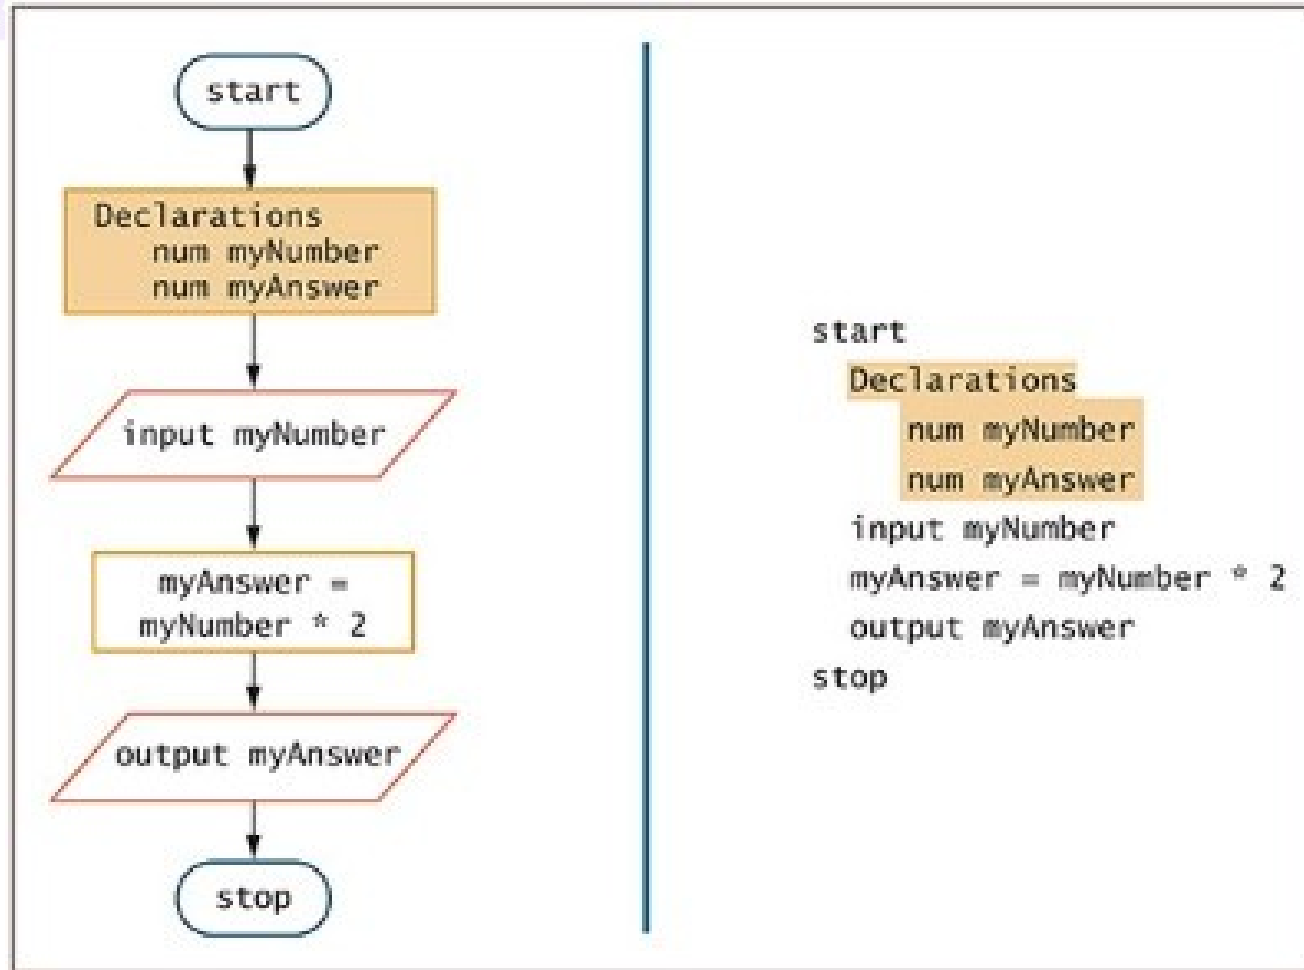 start
Declarations
num myNumber
num myAnswer
input myNumber
myAnswer =
myNumber * 2
output myAnswer
stop
start
Declarations
num myNumber
num myAnswer
input myNumber
myAnswer = myNumber * 2
output myAnswer
stop